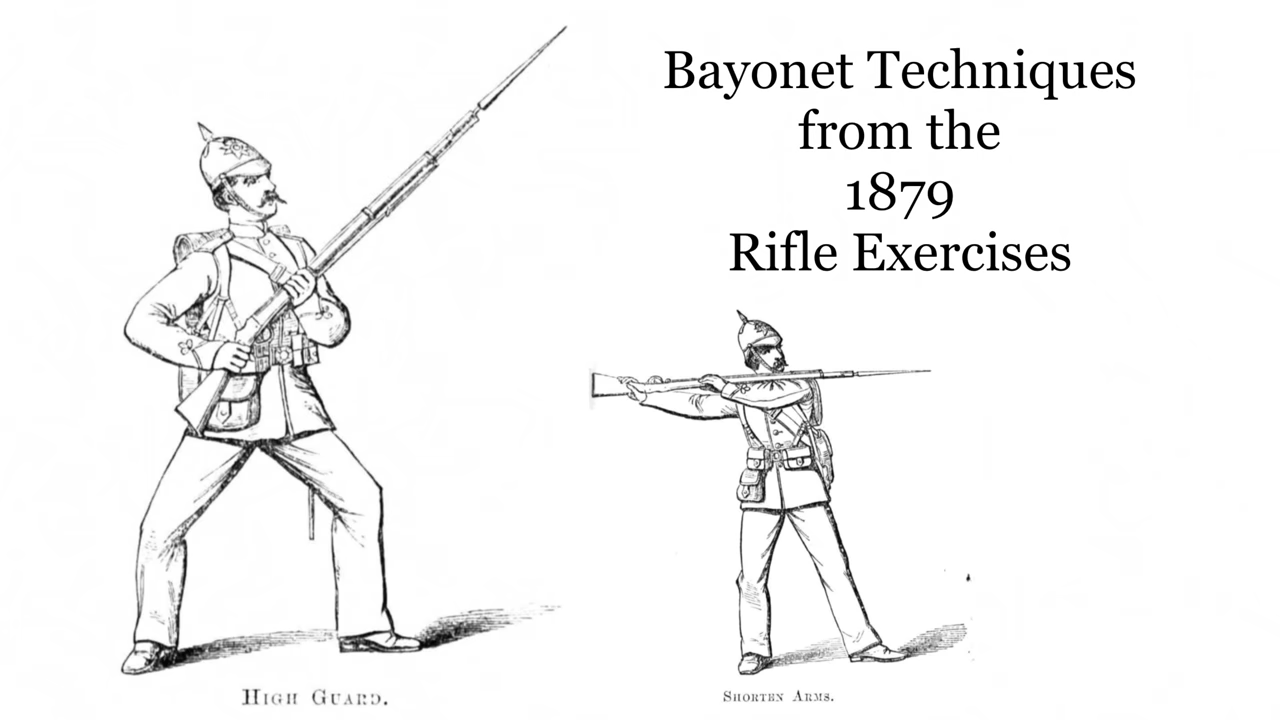 Bayonet Techniques
from the
1879
Rifle Exercises
HIGH GUARD.
SHORTEN ARMS.